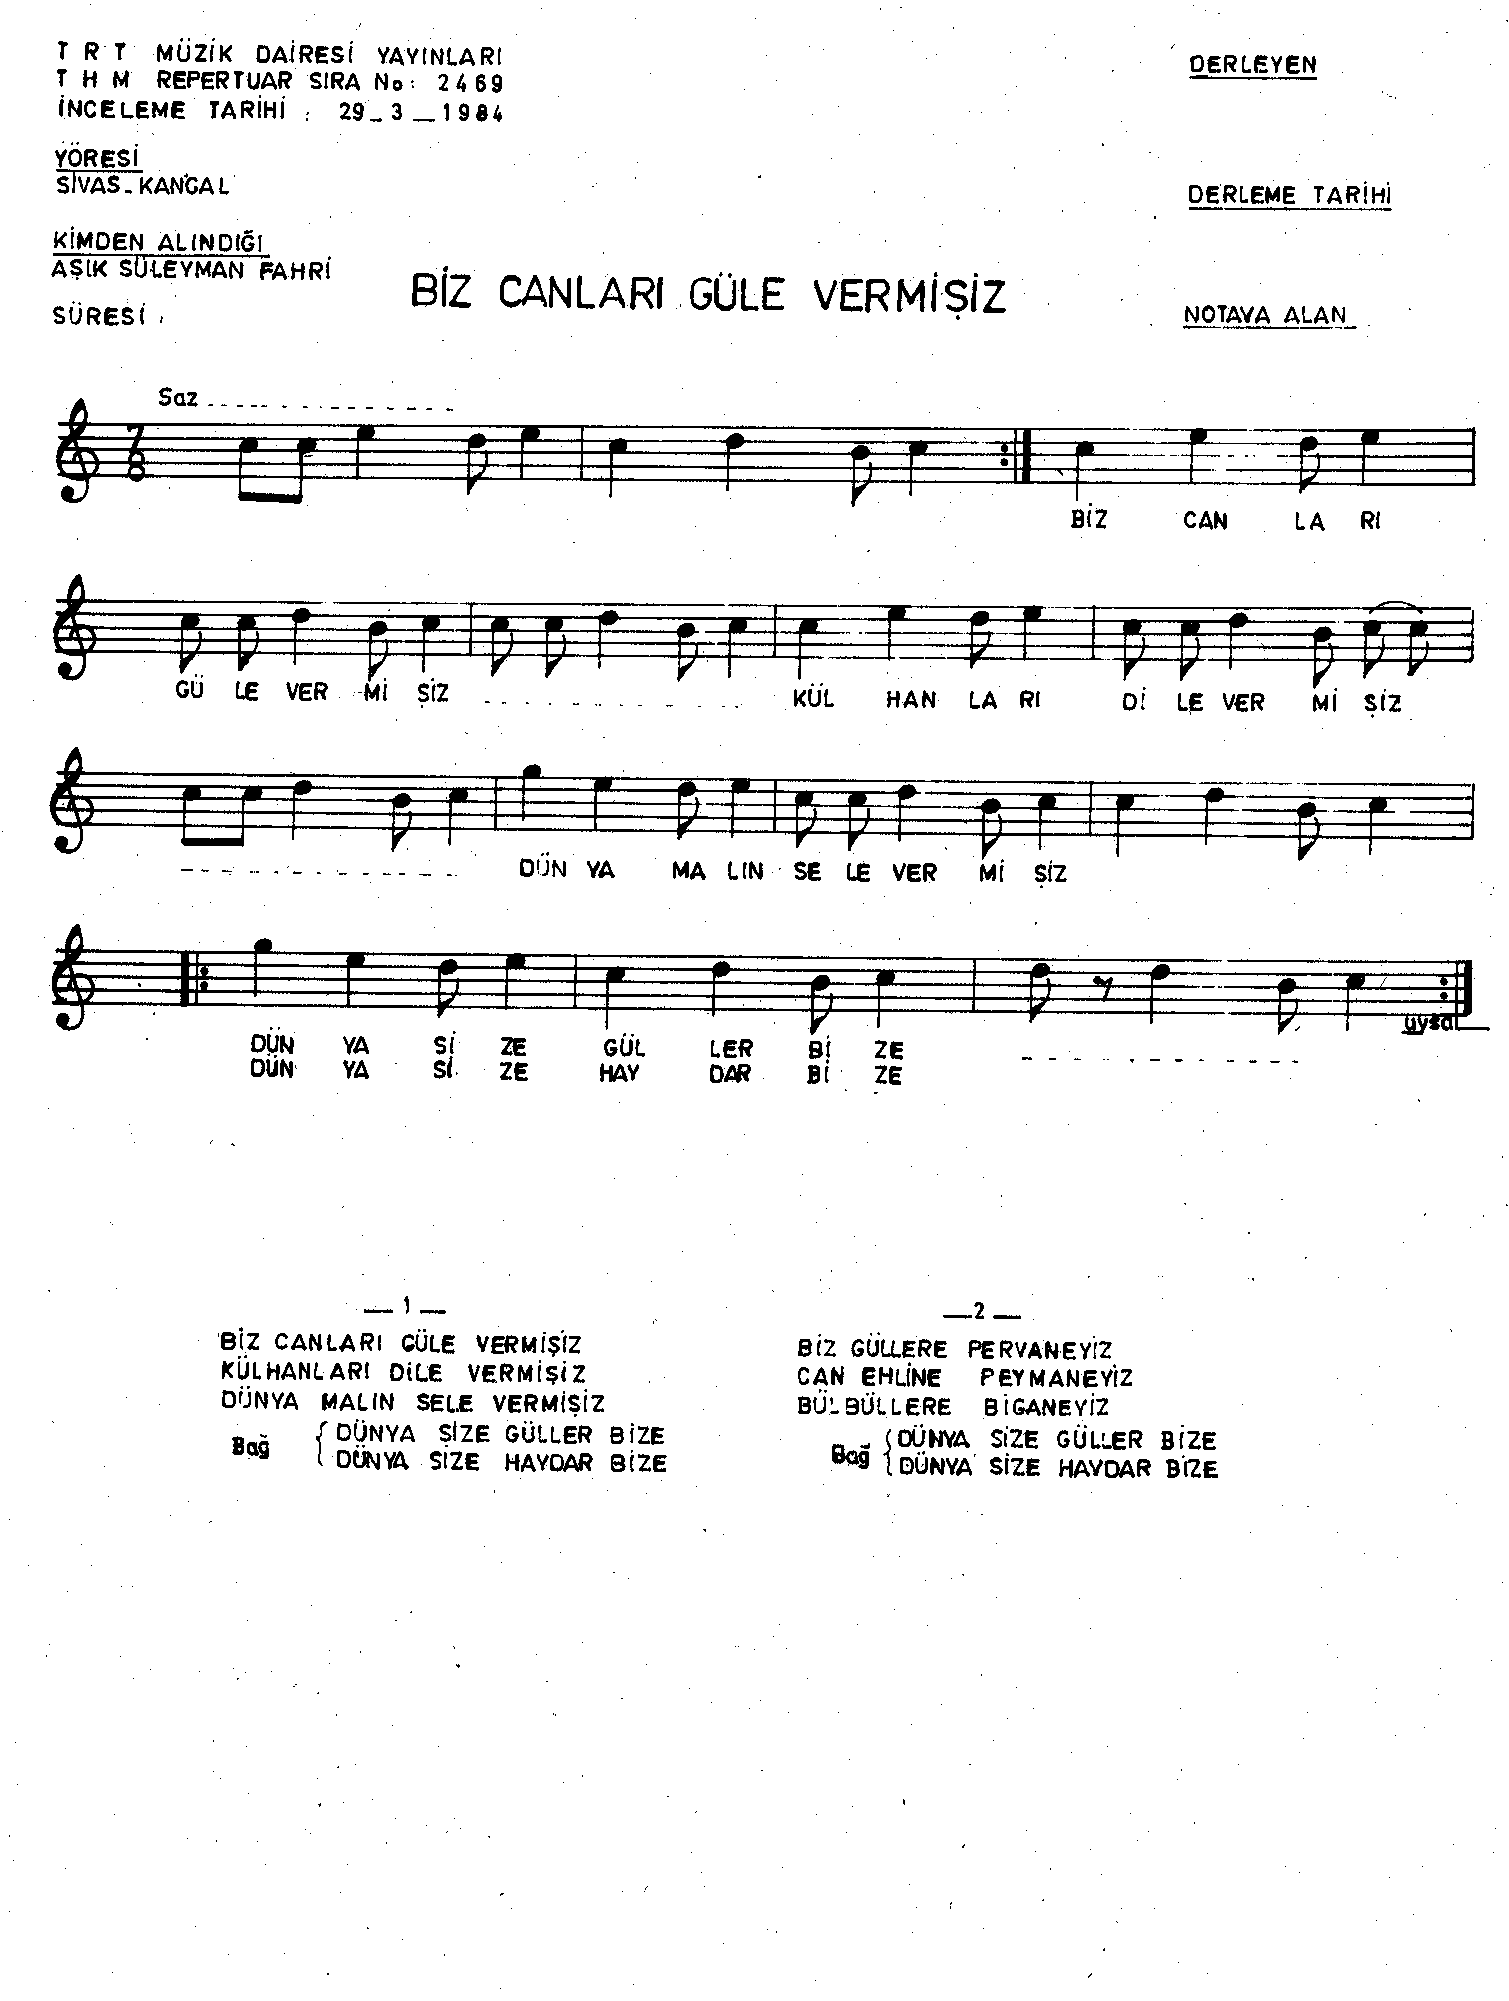 T R T MÜZİK DAİRESİ YAYINLARI
T H M REPERTUAR SIRA No: 2469
İNCELEME TARİHİ : 29_3_1984
YÖRESİ
SİVAS-KANGAL
KİMDEN ALINDIĞI
AŞIK SÜLEYMAN FAHRİ
SÜRESİ :
DERLEYEN
DERLEME TARİHİ
NOTAYA ALAN
BİZ CANLARI GÜLE VERMİŞİZ
Saz
7
8
BİZ CAN LA RI
GÜ LE VER Mİ ŞİZ KÜL HAN LA RI Dİ LE VER Mİ ŞİZ
DÜN YA MA LIN SE LE VER Mİ ŞİZ
uysal
DÜN YA Sİ ZE GÜL LER Bİ ZE
DÜN YA Sİ ZE HAY DAR Bİ ZE
— 1 —
BİZ CANLARI GÜLE VERMİŞİZ
KÜLHANLARI DİLE VERMİŞİZ
DÜNYA MALIN SELE VERMİŞİZ
Bağ { DÜNYA SİZE GÜLLER BİZE
DÜNYA SİZE HAYDAR BİZE
— 2 —
BİZ GÜLLERE PERVANEYİZ
CAN EHLİNE PEYMANEYİZ
BÜLBÜLLERE BİGANEYİZ
Bağ { DÜNYA SİZE GÜLLER BİZE
DÜNYA SİZE HAYDAR BİZE